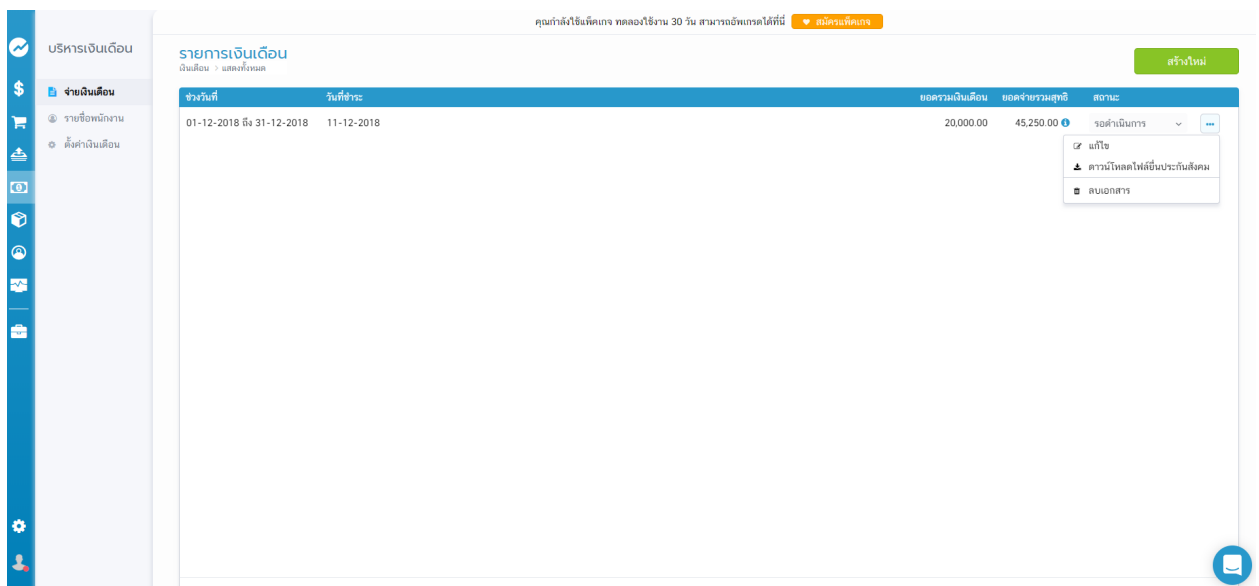 คุณกำลังใช้แพ็คเกจ ทดลองใช้งาน 30 วัน สามารถอัพเกรดได้ที่นี่ สมัครแพ็คเกจ
บริหารเงินเดือน
จ่ายเงินเดือน
รายชื่อพนักงาน
ตั้งค่าเงินเดือน
รายการเงินเดือน
เงินเดือน > แสดงทั้งหมด
สร้างใหม่
ช่วงวันที่ วันที่ชำระ ยอดรวมเงินเดือน ยอดจ่ายรวมสุทธิ สถานะ
01-12-2018 ถึง 31-12-2018 11-12-2018 20,000.00 45,250.00 รอดำเนินการ
แก้ไข
ดาวน์โหลดไฟล์ยื่นประกันสังคม
ลบเอกสาร